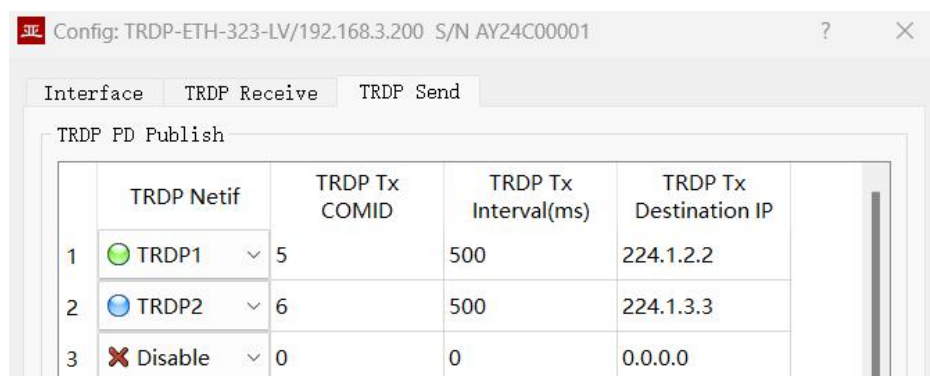 Config: TRDP-ETH-323-LV/192.168.3.200 S/N AY24C00001 ?
Interface TRDP Receive TRDP Send
TRDP PD Publish
TRDP Netif TRDP Tx COMID TRDP Tx Interval(ms) TRDP Tx Destination IP
1 TRDP1 5 500 224.1.2.2
2 TRDP2 6 500 224.1.3.3
3 Disable 0 0 0.0.0.0